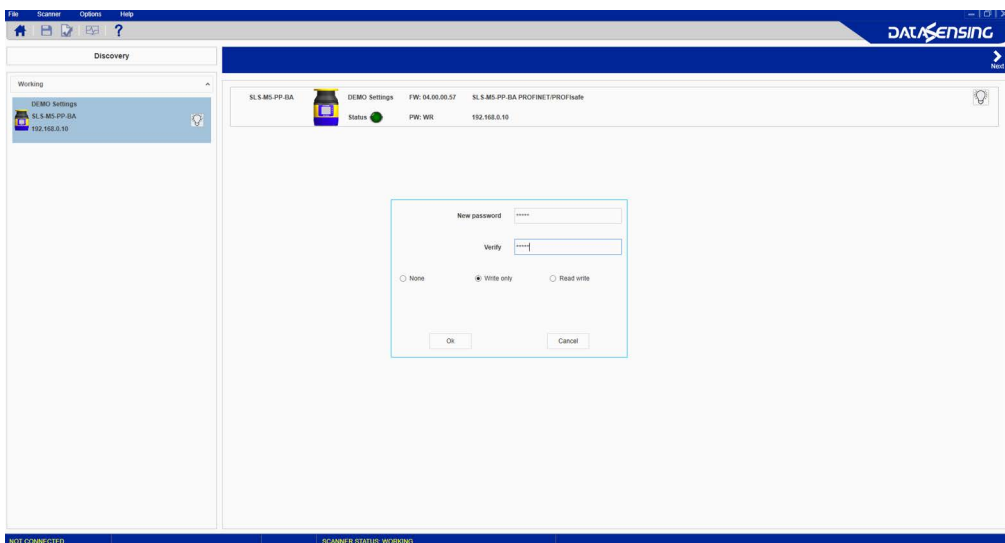 File Scanner Options Help
?
DATASENSING
Discovery
Next
Working
DEMO Settings
SLS-M5-PP-BA
192.168.0.10
SLS-M5-PP-BA DEMO Settings FW: 04.00.00.57 SLS-M5-PP-BA PROFINET/PROFIsafe
Status PW: WR 192.168.0.10
New password *****
Verify *****
None Write only Read write
Ok Cancel
NOT CONNECTED SCANNER STATUS: WORKING